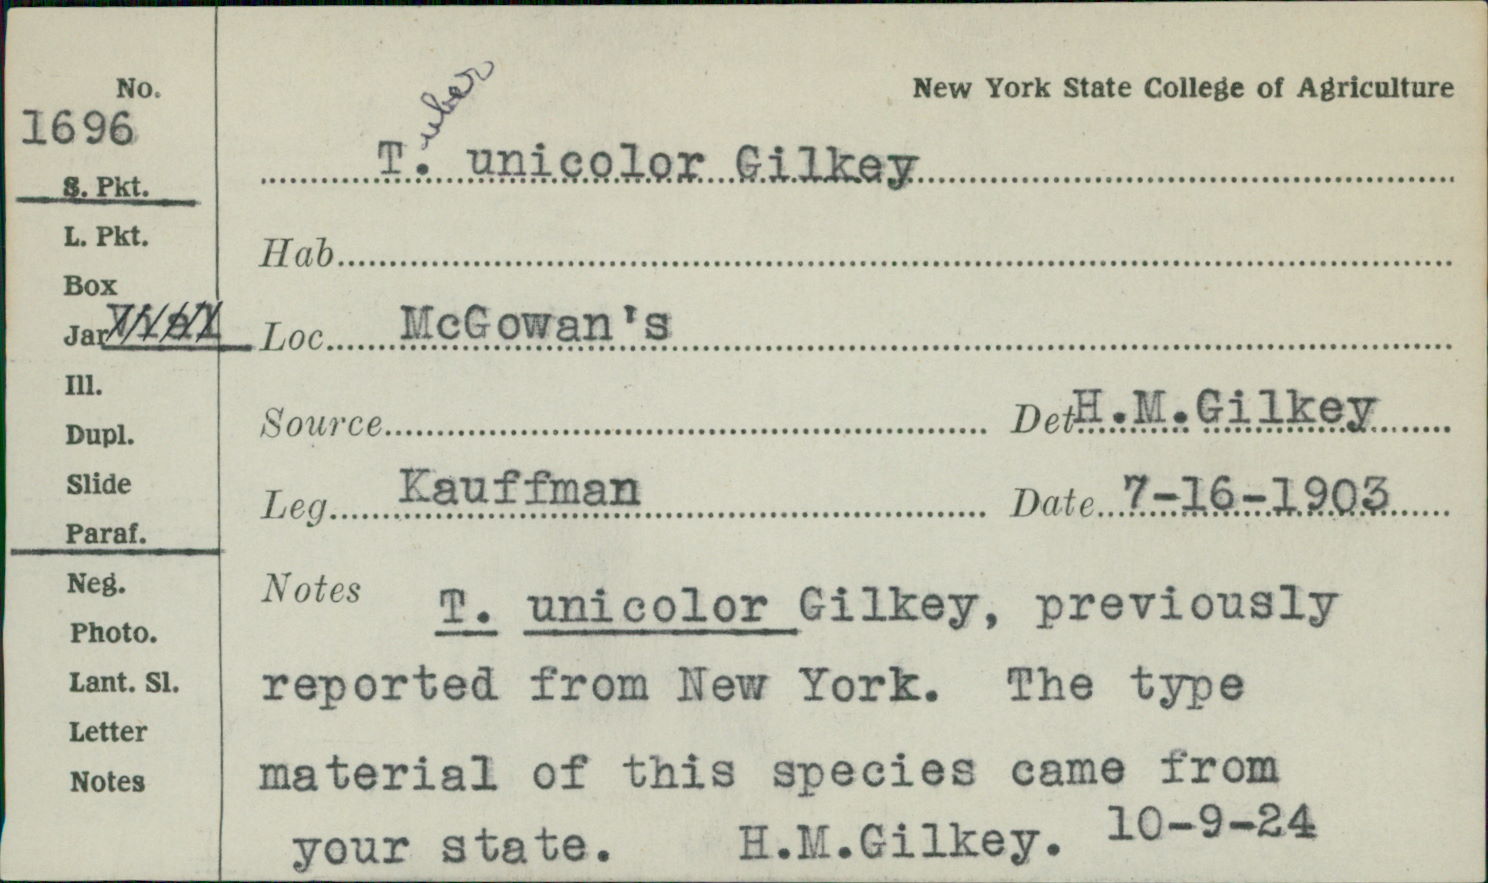 No.
1696
S. Pkt.
L. Pkt.
Box
Jar Vial
Ill.
Dupl.
Slide
Paraf.
Neg.
Photo.
Lant. Sl.
Letter
Notes
New York State College of Agriculture
uber
T. unicolor Gilkey
Hab
Loc McGowan's
Source Det H.M.Gilkey
Leg Kauffman Date 7-16-1903
Notes T. unicolor Gilkey, previously
reported from New York. The type
material of this species came from
your state. H.M.Gilkey. 10-9-24